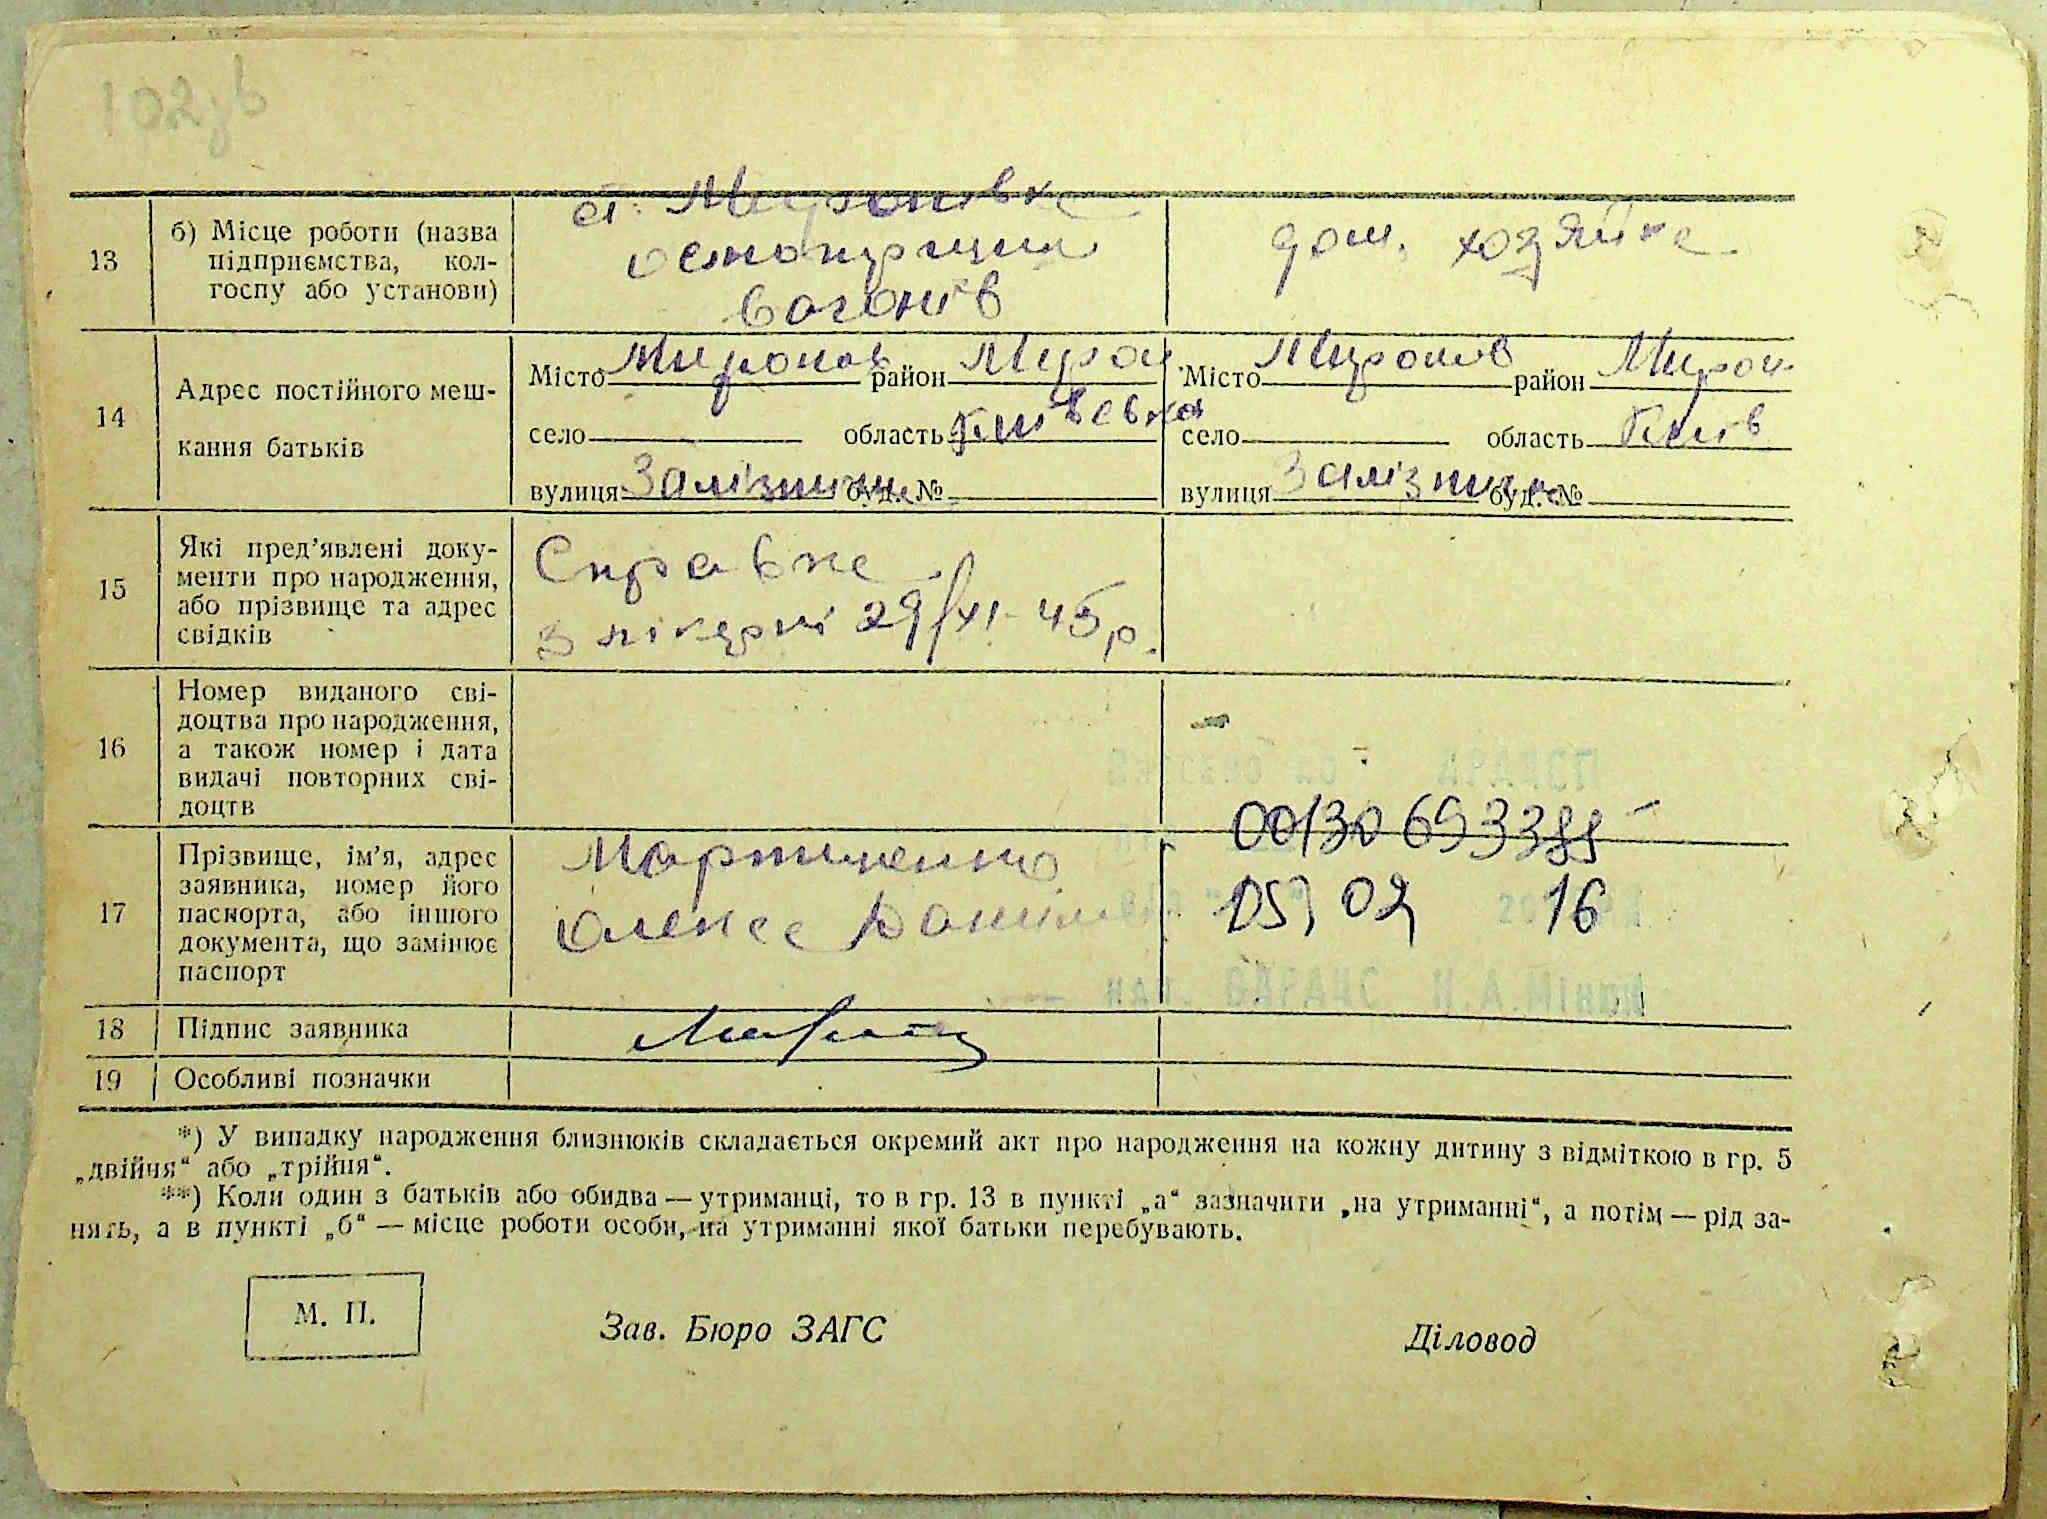 102зв
13
б) Місце роботи (назва
підприємства, кол-
госпу або установи)
ст. Миронівка
вагонів
дом. хозяйка
14
Адрес постійного меш-
кання батьків
Місто Миронів район Мирон.
село область Київська
вулиця Залізнична буд. №
Місто Миронів район Мирон.
село область Київ
вулиця Залізнична буд. №
15
Які пред’явлені доку-
менти про народження,
або прізвище та адрес
свідків
Справка
з лікарні 29/XI-45 р.
16
Номер виданого сві-
доцтва про народження,
а також номер і дата
видачі повторних сві-
доцтв
00130693385
05, 02 16
17
Прізвище, ім’я, адрес
заявника, номер його
паспорта, або іншого
документа, що замінює
паспорт
Мартиненко
Олекса Данилов
18
Підпис заявника
19
Особливі позначки
*) У випадку народження близнюків складається окремий акт про народження на кожну дитину з відміткою в гр. 5
„двійня“ або „трійня“.
**) Коли один з батьків або обидва — утриманці, то в гр. 13 в пункті „а“ зазначити „на утриманні“, а потім — рід за-
нять, а в пункті „б“ — місце роботи особи, на утриманні якої батьки перебувають.
М. П.
Зав. Бюро ЗАГС
Діловод